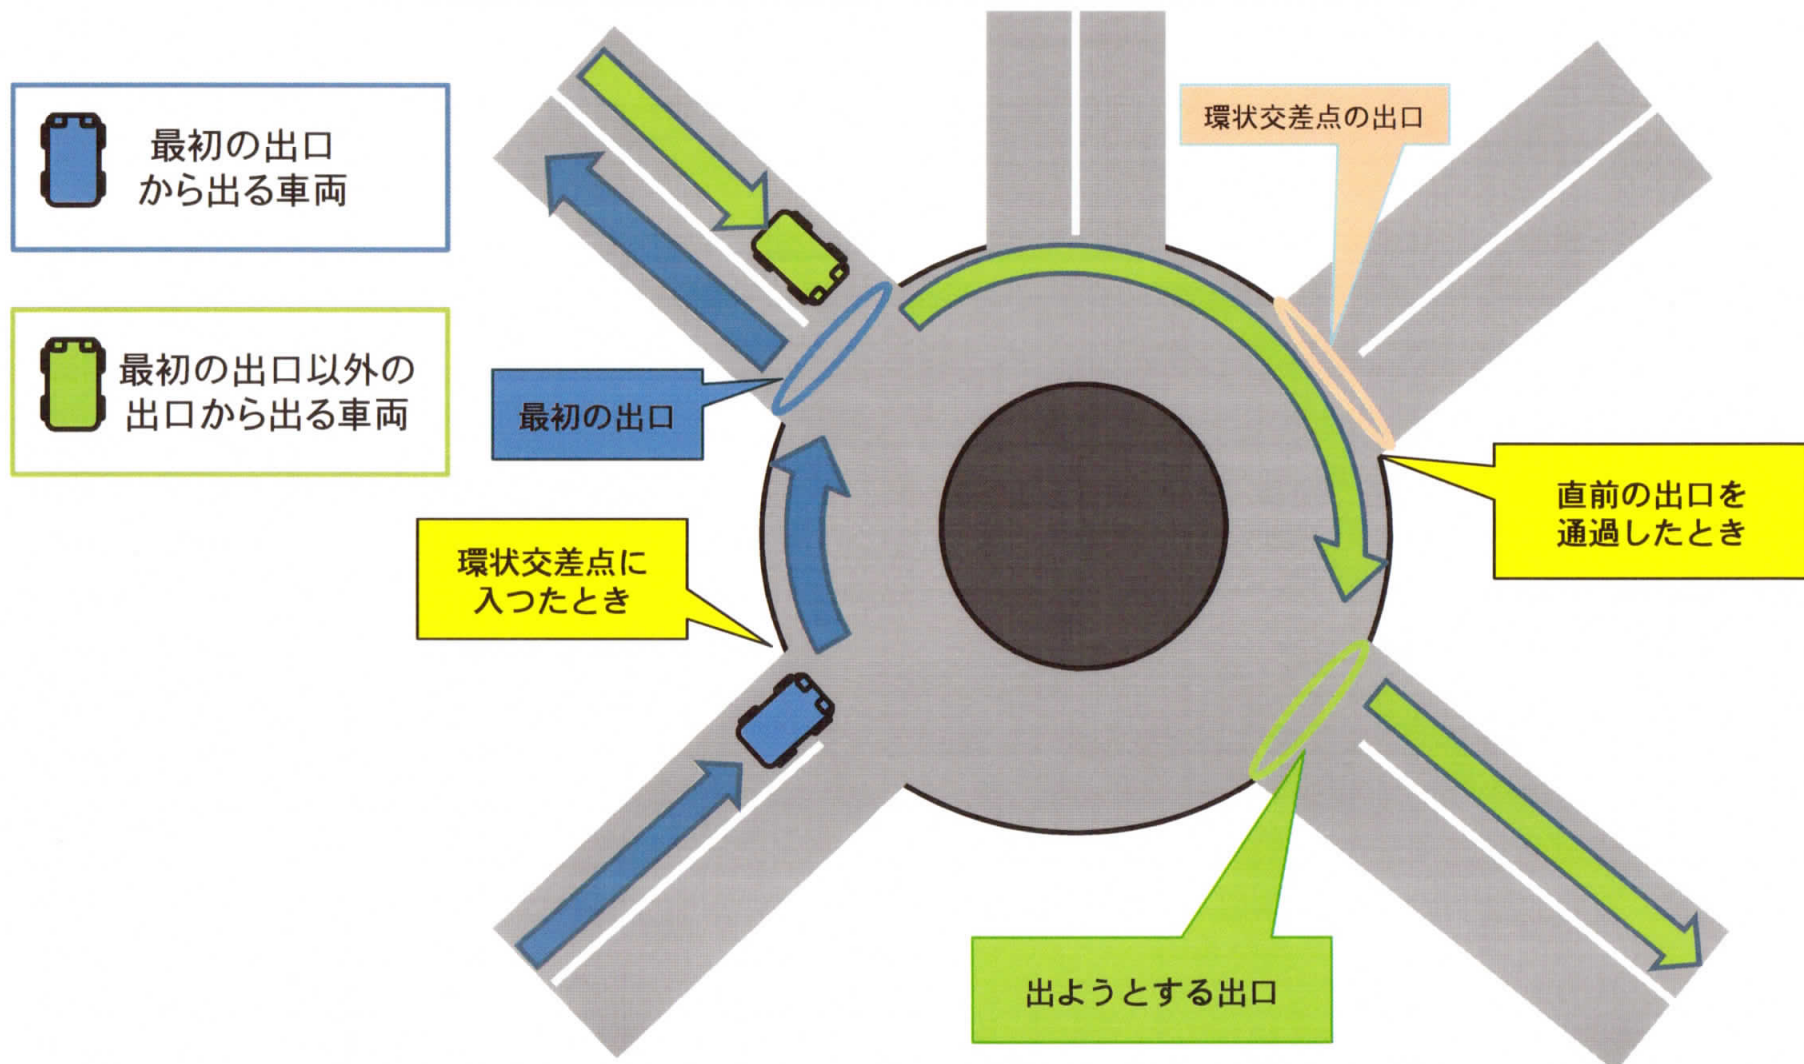 最初の出口
から出る車両
最初の出口以外の
出口から出る車両
環状交差点の出口
最初の出口
環状交差点に
入つたとき
直前の出口を
通過したとき
出ようとする出口